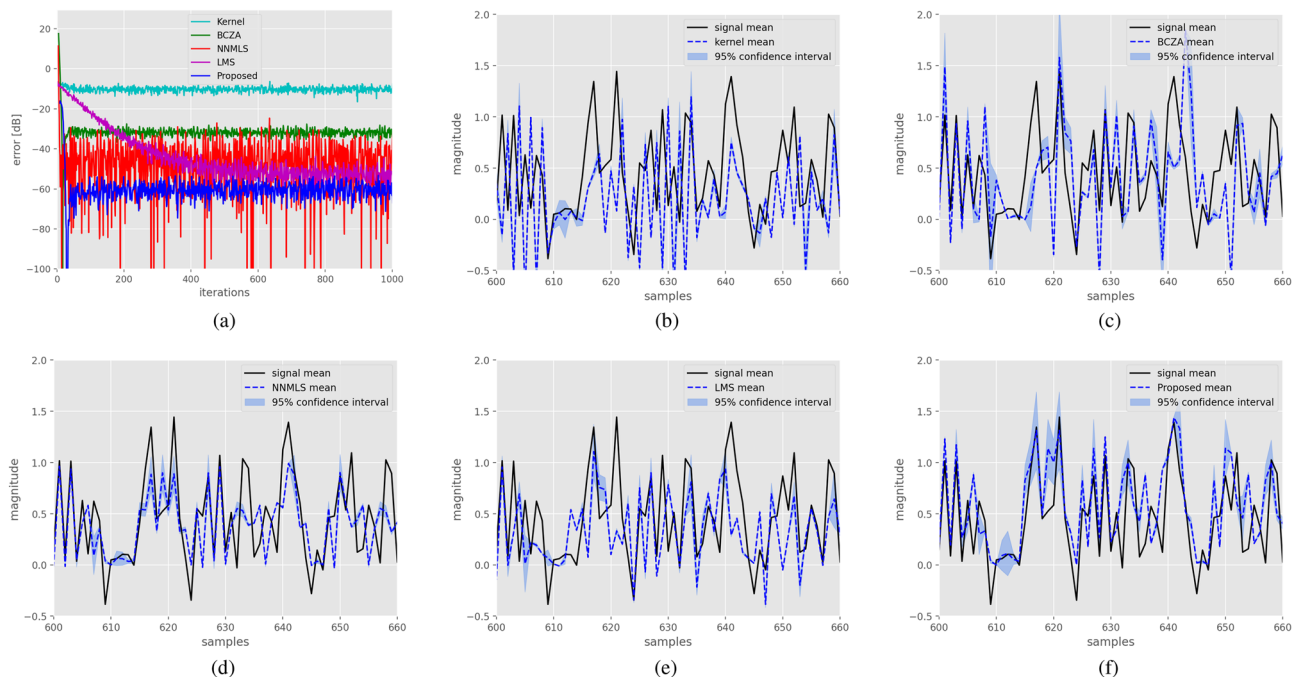 20
0
−20
−40
−60
−80
−100
error [dB]
0
200
400
600
800
1000
iterations
Kernel
BCZA
NNMLS
LMS
Proposed
(a)
2.0
1.5
1.0
0.5
0.0
−0.5
magnitude
600
610
620
630
640
650
660
samples
signal mean
kernel mean
95% confidence interval
(b)
2.0
1.5
1.0
0.5
0.0
−0.5
magnitude
600
610
620
630
640
650
660
samples
signal mean
BCZA mean
95% confidence interval
(c)
2.0
1.5
1.0
0.5
0.0
−0.5
magnitude
600
610
620
630
640
650
660
samples
signal mean
NNMLS mean
95% confidence interval
(d)
2.0
1.5
1.0
0.5
0.0
−0.5
magnitude
600
610
620
630
640
650
660
samples
signal mean
LMS mean
95% confidence interval
(e)
2.0
1.5
1.0
0.5
0.0
−0.5
magnitude
600
610
620
630
640
650
660
samples
signal mean
Proposed mean
95% confidence interval
(f)